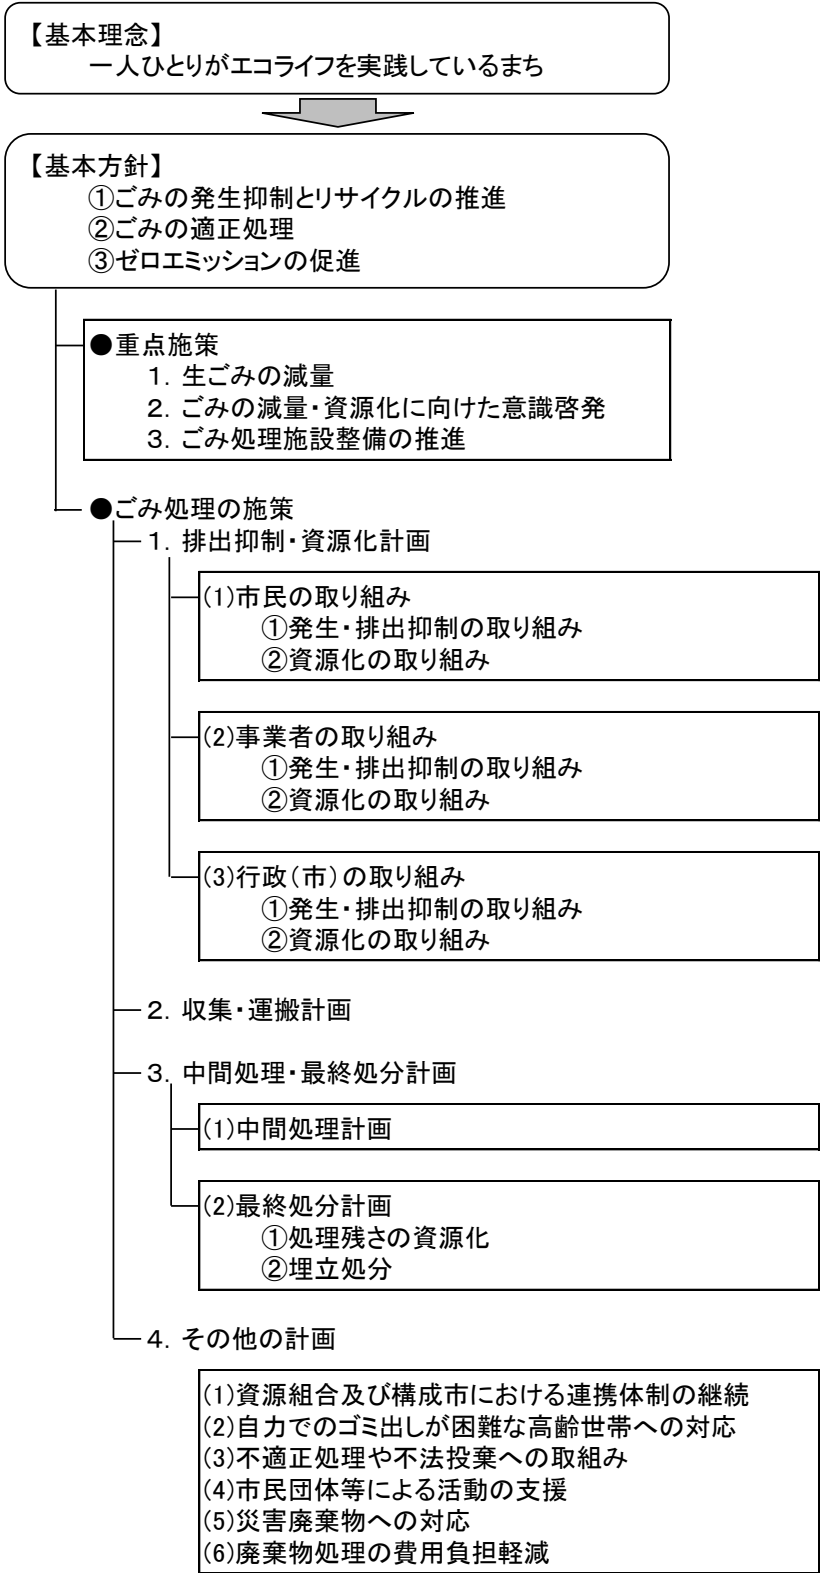 【基本理念】
一人ひとりがエコライフを実践しているまち
【基本方針】
①ごみの発生抑制とリサイクルの推進
②ごみの適正処理
③ゼロエミッションの促進
●重点施策
１．生ごみの減量
２．ごみの減量・資源化に向けた意識啓発
３．ごみ処理施設整備の推進
●ごみ処理の施策
１．排出抑制・資源化計画
(1)市民の取り組み
①発生・排出抑制の取り組み
②資源化の取り組み
(2)事業者の取り組み
①発生・排出抑制の取り組み
②資源化の取り組み
(3)行政（市）の取り組み
①発生・排出抑制の取り組み
②資源化の取り組み
２．収集・運搬計画
３．中間処理・最終処分計画
(1)中間処理計画
(2)最終処分計画
①処理残さの資源化
②埋立処分
４．その他の計画
(1)資源組合及び構成市における連携体制の継続
(2)自力でのゴミ出しが困難な高齢世帯への対応
(3)不適正処理や不法投棄への取組み
(4)市民団体等による活動の支援
(5)災害廃棄物への対応
(6)廃棄物処理の費用負担軽減